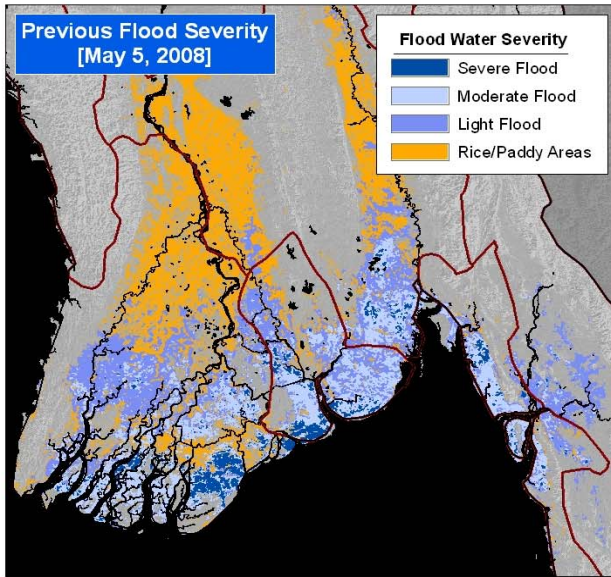 Previous Flood Severity
[May 5, 2008]
Flood Water Severity
Severe Flood
Moderate Flood
Light Flood
Rice/Paddy Areas